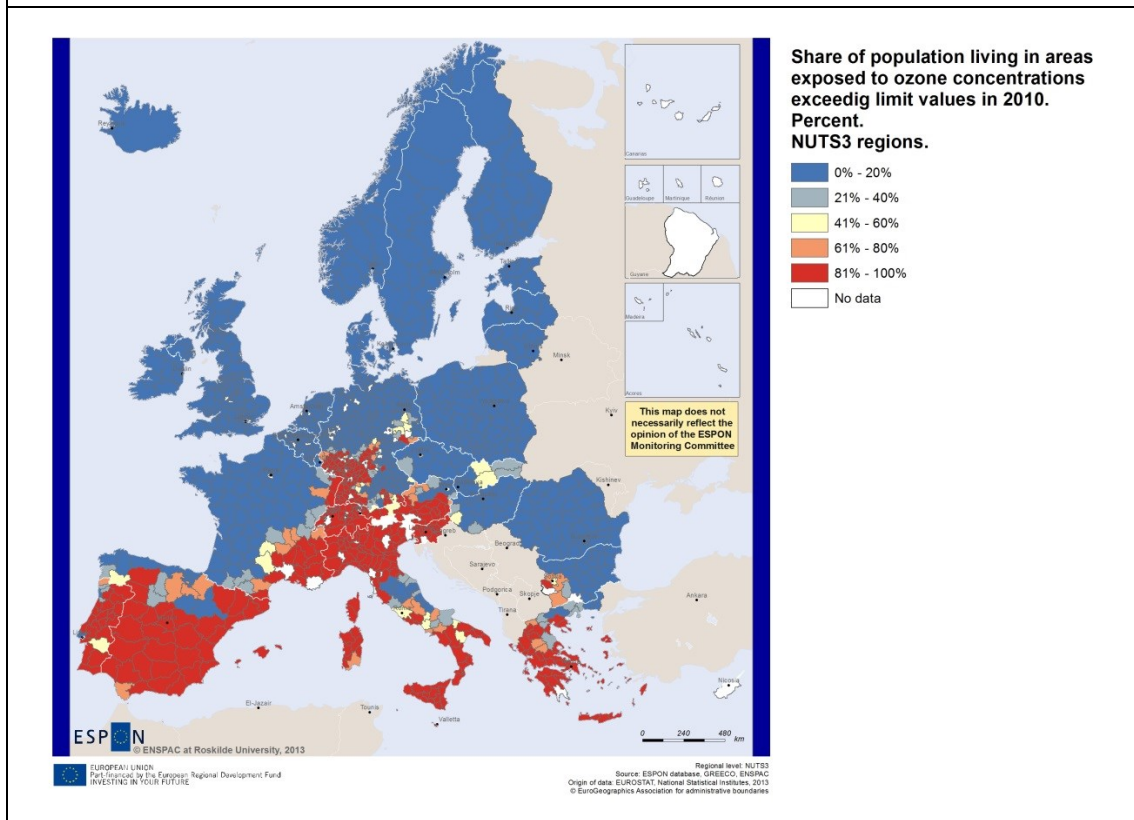 Share of population living in areas
exposed to ozone concentrations
exceedig limit values in 2010.
Percent.
NUTS3 regions.
0% - 20%
21% - 40%
41% - 60%
61% - 80%
81% - 100%
No data
Canarias
Guadeloupe Martinique Réunion
Guyane
Madeira
Minsk
Kyiv
This map does not
necessarily reflect the
opinion of the ESPON
Monitoring Committee
Kishinev
Beograd
Sarajevo
Podgorica
Skopje
Tirana
Ankara
Nicosia
El-Jazair
Tounis
Valletta
ESPON
© ENSPAC at Roskilde University, 2013
0 240 480
km
EUROPEAN UNION
Part-financed by the European Regional Development Fund
INVESTING IN YOUR FUTURE
Regional level: NUTS3
Source: ESPON database, GREECO, ENSPAC
Origin of data: EUROSTAT, National Statistical Institutes, 2013
© EuroGeographics Association for administrative boundaries